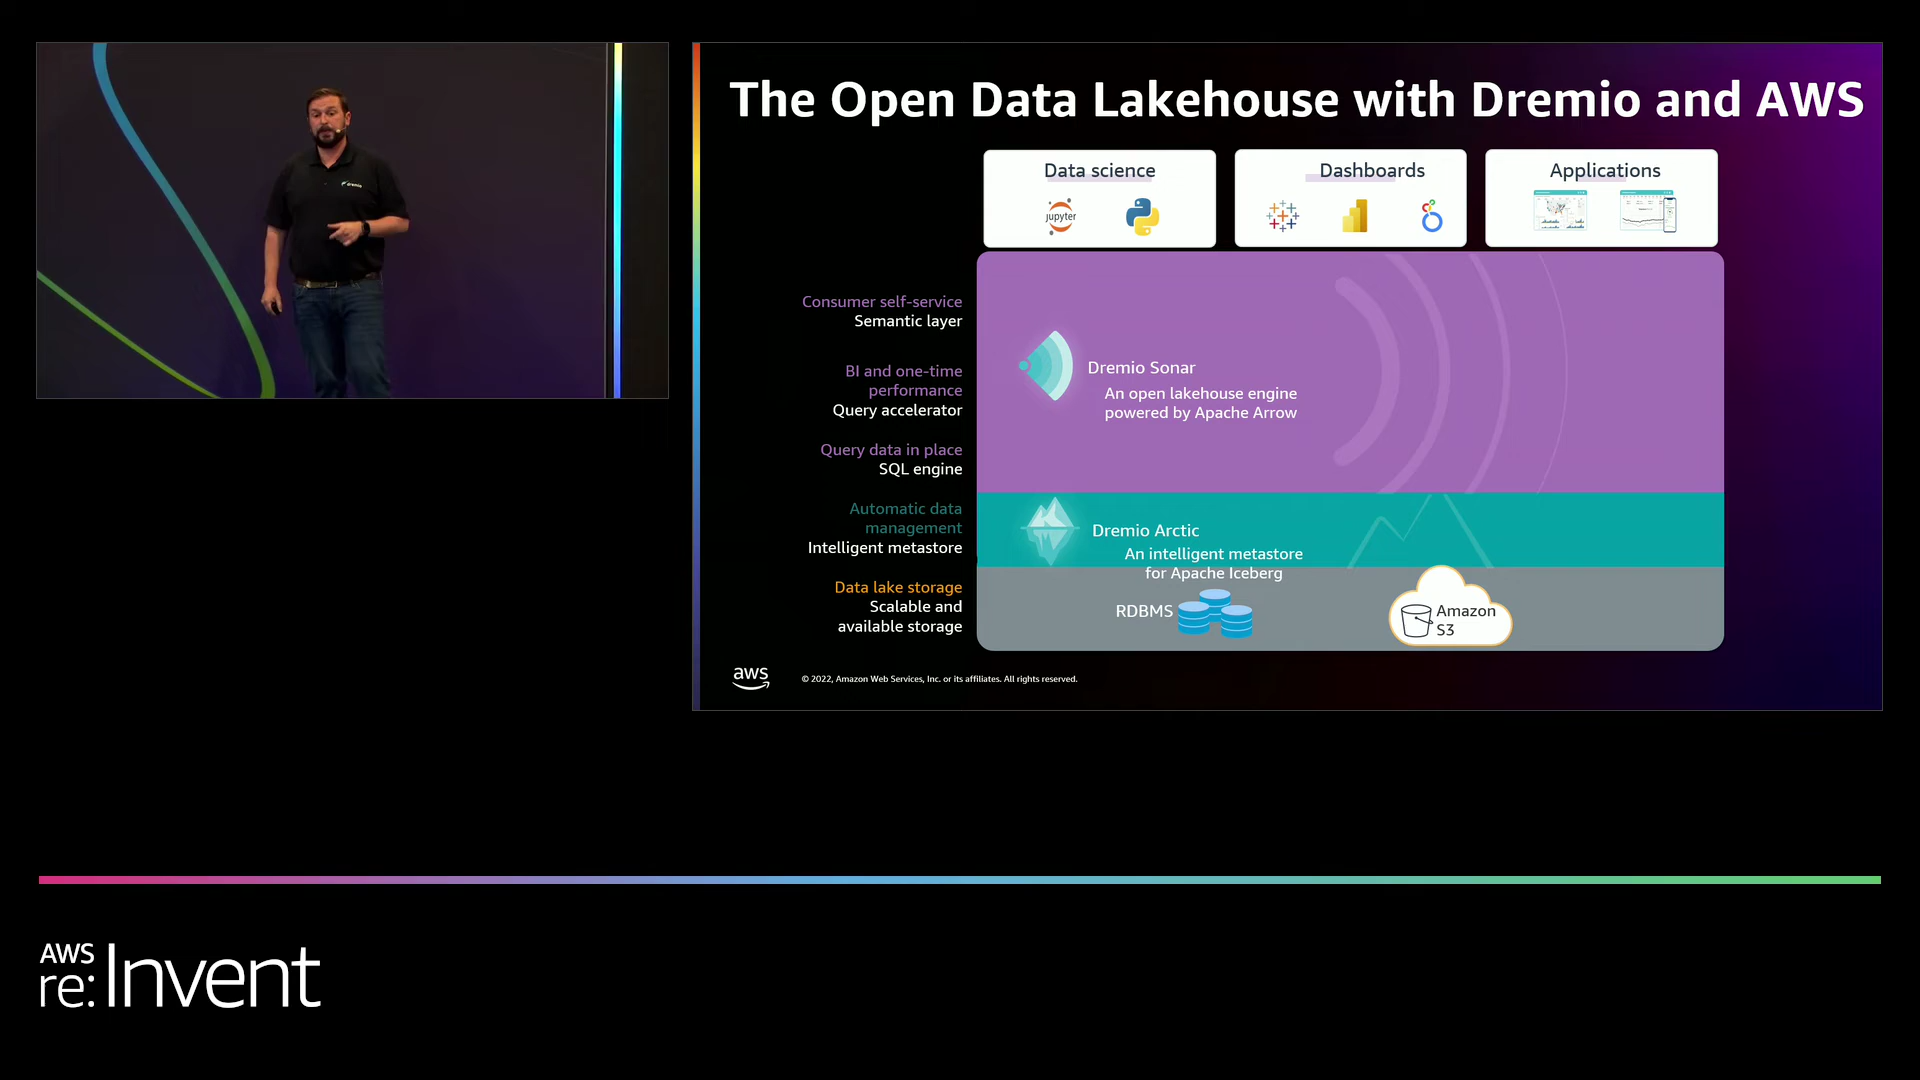 dremio
The Open Data Lakehouse with Dremio and AWS
Data science
jupyter
Dashboards
Applications
Consumer self-service
Semantic layer
BI and one-time
performance
Query accelerator
Query data in place
SQL engine
Automatic data
management
Intelligent metastore
Data lake storage
Scalable and
available storage
Dremio Sonar
An open lakehouse engine
powered by Apache Arrow
Dremio Arctic
An intelligent metastore
for Apache Iceberg
RDBMS
Amazon
S3
aws
© 2022, Amazon Web Services, Inc. or its affiliates. All rights reserved.
AWS
re:Invent